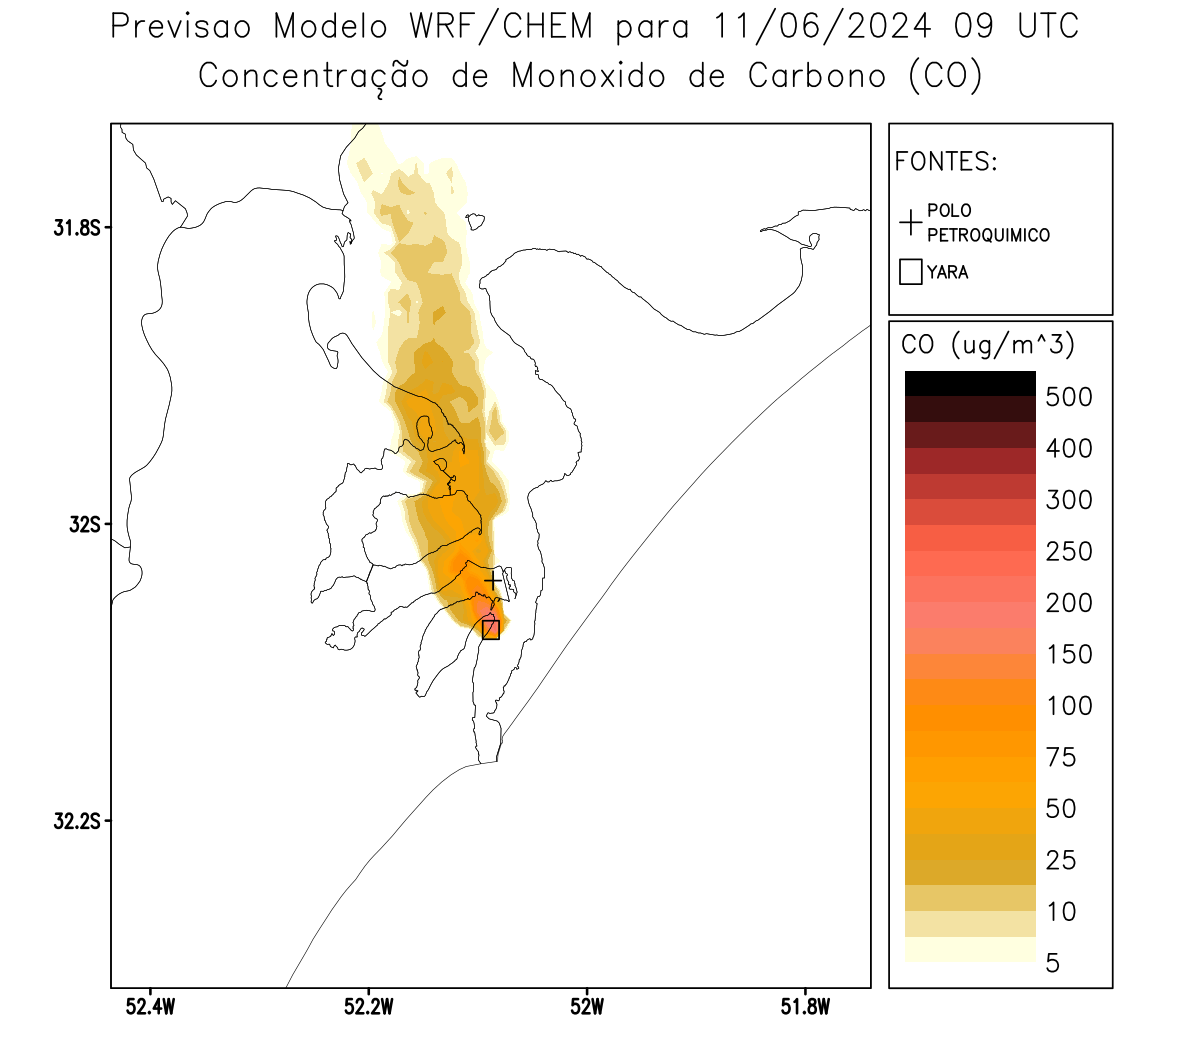 Previsao Modelo WRF/CHEM para 11/06/2024 09 UTC
Concentração de Monoxido de Carbono (CO)
FONTES:
POLO
PETROQUIMICO
YARA
CO (ug/m^3)
500
400
300
250
200
150
100
75
50
25
10
5
31.8S
32S
32.2S
52.4W
52.2W
52W
51.8W